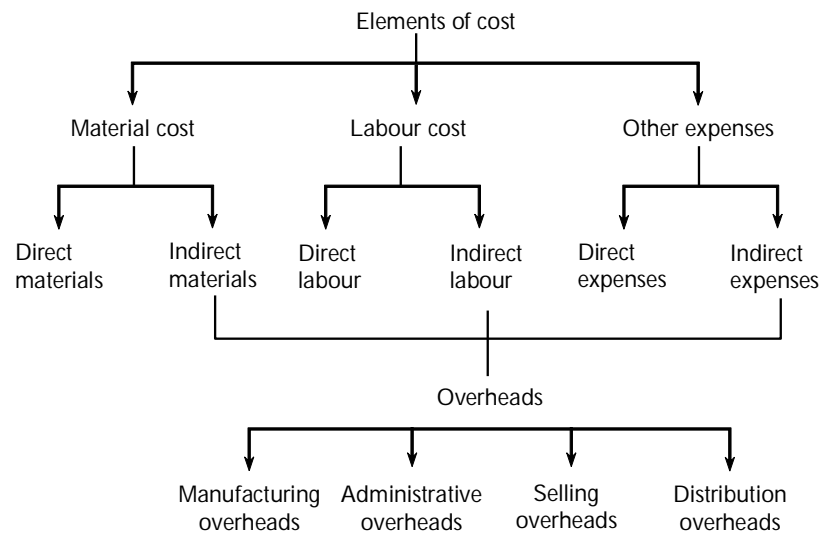 Elements of cost
Material cost
Labour cost
Other expenses
Direct
materials
Indirect
materials
Direct
labour
Indirect
labour
Direct
expenses
Indirect
expenses
Overheads
Manufacturing
overheads
Administrative
overheads
Selling
overheads
Distribution
overheads